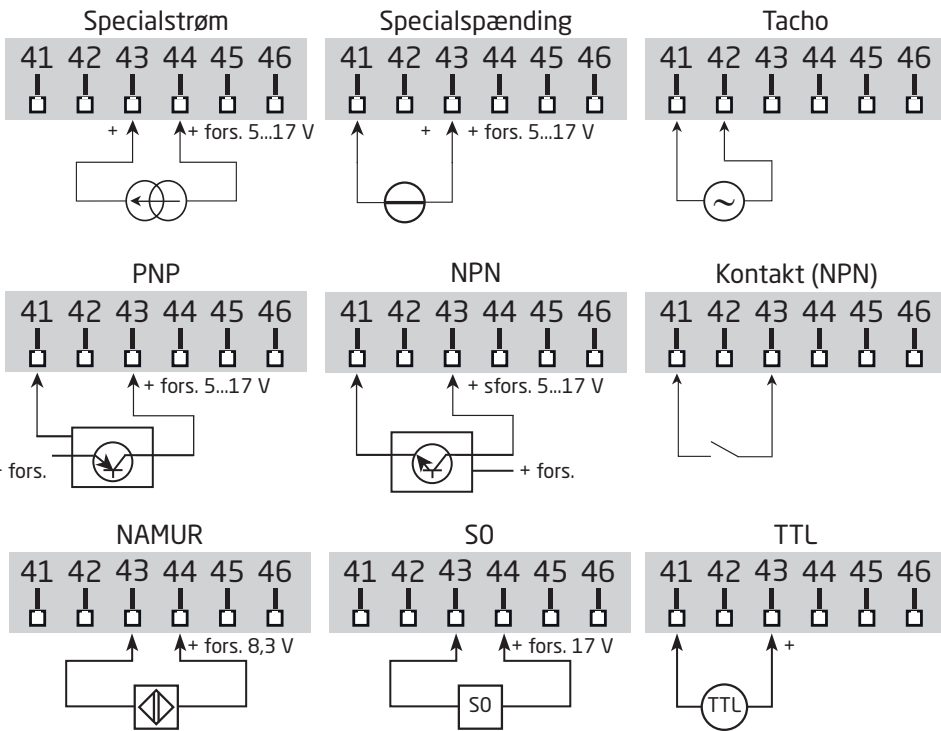 Specialstrøm
41 42 43 44 45 46
+ + fors. 5...17 V
Specialspænding
41 42 43 44 45 46
+ + fors. 5...17 V
Tacho
41 42 43 44 45 46
~
PNP
41 42 43 44 45 46
+ fors. 5...17 V
+ fors.
NPN
41 42 43 44 45 46
+ sfors. 5...17 V
+ fors.
Kontakt (NPN)
41 42 43 44 45 46
NAMUR
41 42 43 44 45 46
+ fors. 8,3 V
S0
41 42 43 44 45 46
+ fors. 17 V
S0
TTL
41 42 43 44 45 46
+
TTL